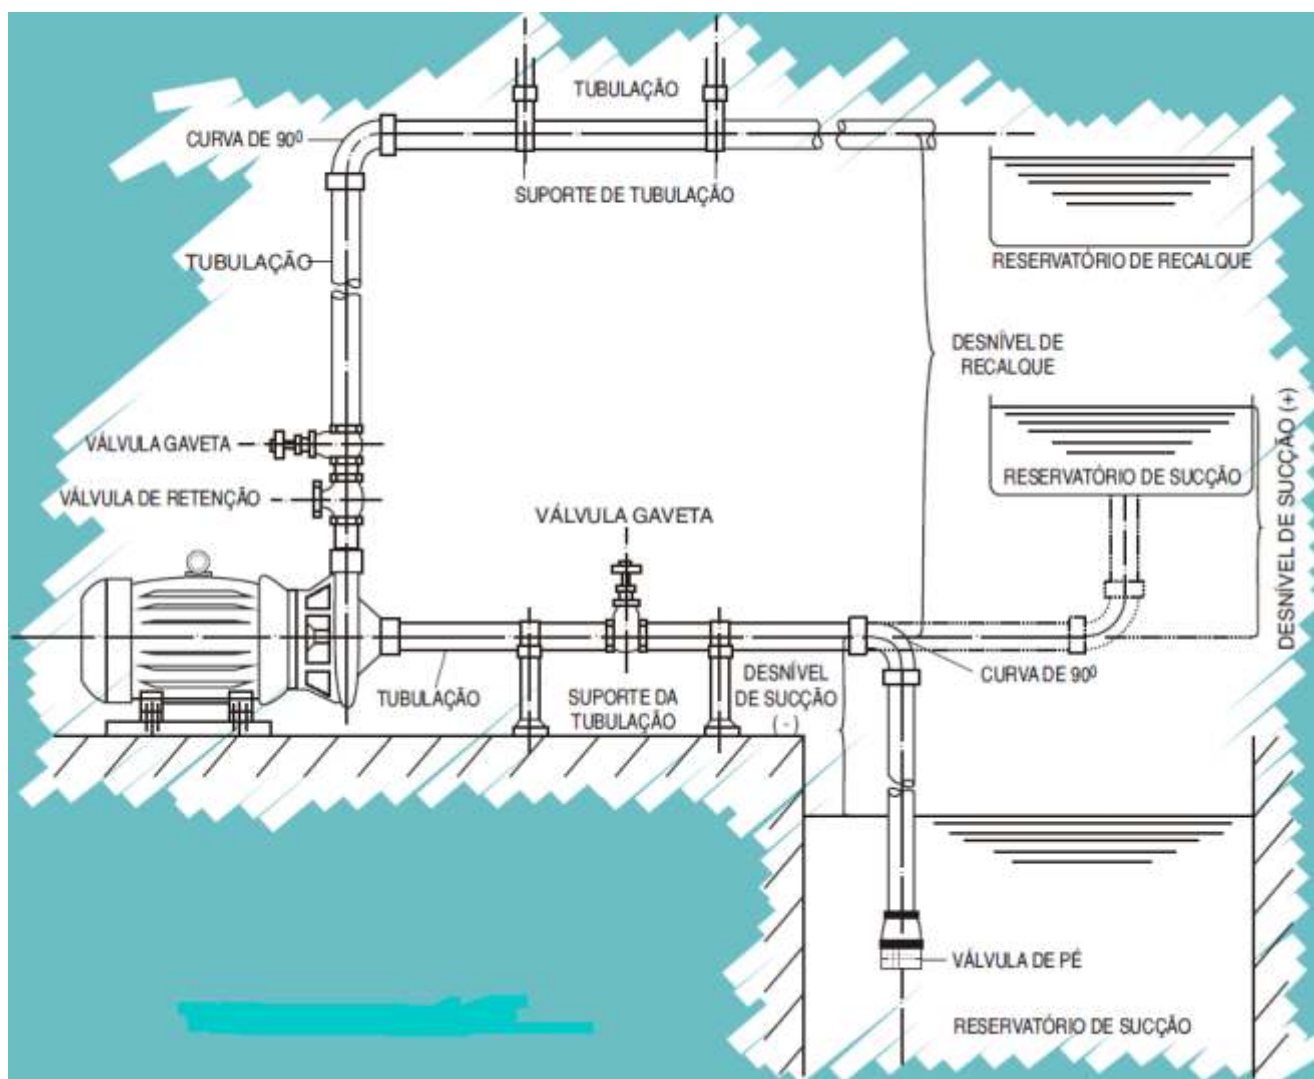 TUBULAÇÃO
CURVA DE 90⁰
SUPORTE DE TUBULAÇÃO
TUBULAÇÃO
RESERVATÓRIO DE RECALQUE
DESNÍVEL DE
RECALQUE
VÁLVULA GAVETA
VÁLVULA DE RETENÇÃO
RESERVATÓRIO DE SUCÇÃO
DESNÍVEL DE SUCÇÃO (+)
VÁLVULA GAVETA
TUBULAÇÃO
SUPORTE DA
TUBULAÇÃO
DESNÍVEL
DE SUCÇÃO
(-)
CURVA DE 90⁰
VÁLVULA DE PÉ
RESERVATÓRIO DE SUCÇÃO